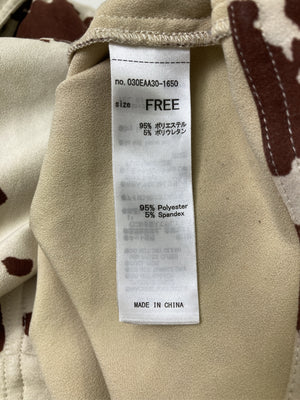 no. 030EAA30-1650
size FREE
95% ポリエステル
5% ポリウレタン
95% Polyester
5% Spandex
MADE IN CHINA